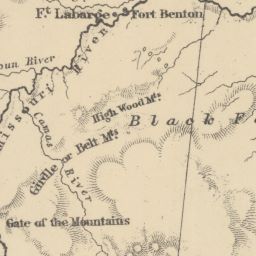 Ft. Labarge
Fort Benton
oun River
Missouri River
High Wood Mts.
Black F
Camas River
Girdle or Belt Mts.
Gate of the Mountains